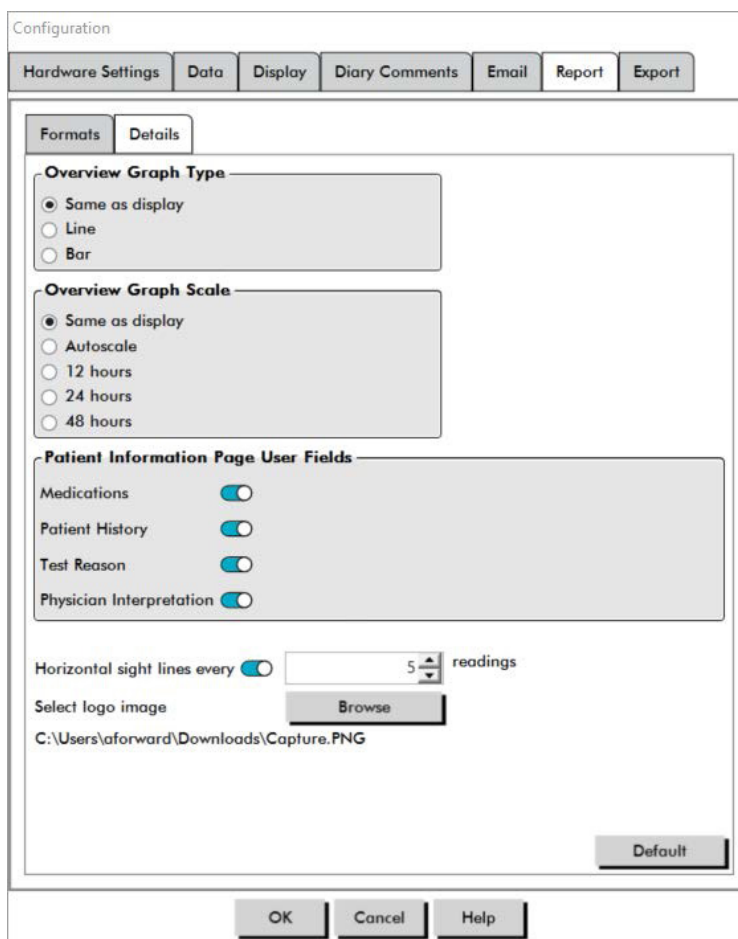 Configuration
Hardware Settings Data Display Diary Comments Email Report Export
Formats Details
Overview Graph Type
Same as display
Line
Bar
Overview Graph Scale
Same as display
Autoscale
12 hours
24 hours
48 hours
Patient Information Page User Fields
Medications
Patient History
Test Reason
Physician Interpretation
Horizontal sight lines every 5 readings
Select logo image Browse
C:\Users\aforward\Downloads\Capture.PNG
Default
OK Cancel Help